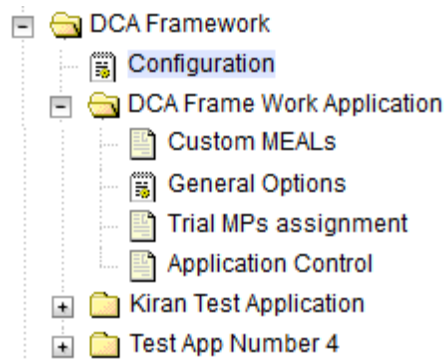 DCA Framework
Configuration
DCA Frame Work Application
Custom MEALs
General Options
Trial MPs assignment
Application Control
Kiran Test Application
Test App Number 4